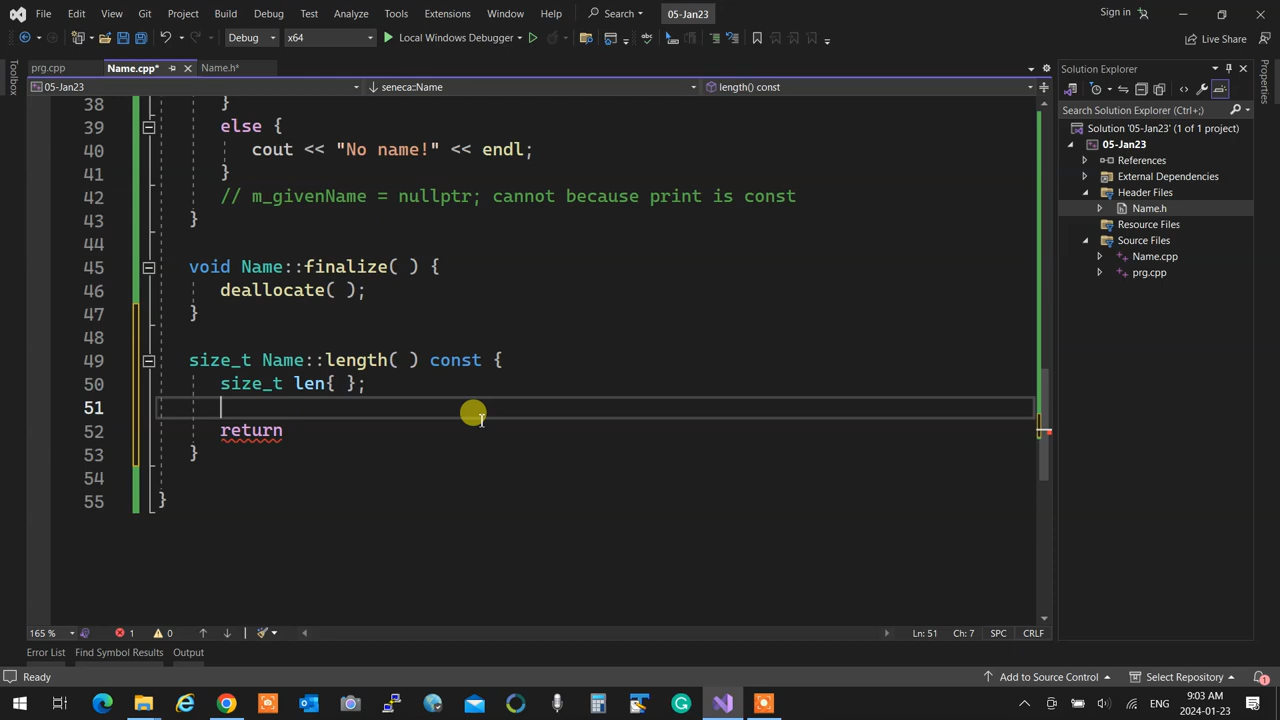 File Edit View Git Project Build Debug Test Analyze Tools Extensions Window Help Search 05-Jan23 Sign in
Debug x64 Local Windows Debugger Live Share
Toolbox
prg.cpp Name.cpp* Name.h*
05-Jan23 seneca::Name length() const
38 }
39 else {
40 cout << "No name!" << endl;
41 }
42 // m_givenName = nullptr; cannot because print is const
43 }
44
45 void Name::finalize( ) {
46 deallocate( );
47 }
48
49 size_t Name::length( ) const {
50 size_t len{ };
51
52 return
53 }
54
55 }
165 % 1 0 Ln: 51 Ch: 7 SPC CRLF
Error List Find Symbol Results Output
Ready Add to Source Control Select Repository 1
Solution Explorer
Search Solution Explorer (Ctrl+;)
Solution '05-Jan23' (1 of 1 project)
05-Jan23
References
External Dependencies
Header Files
Name.h
Resource Files
Source Files
Name.cpp
prg.cpp
Properties
ENG 9:03 AM
2024-01-23